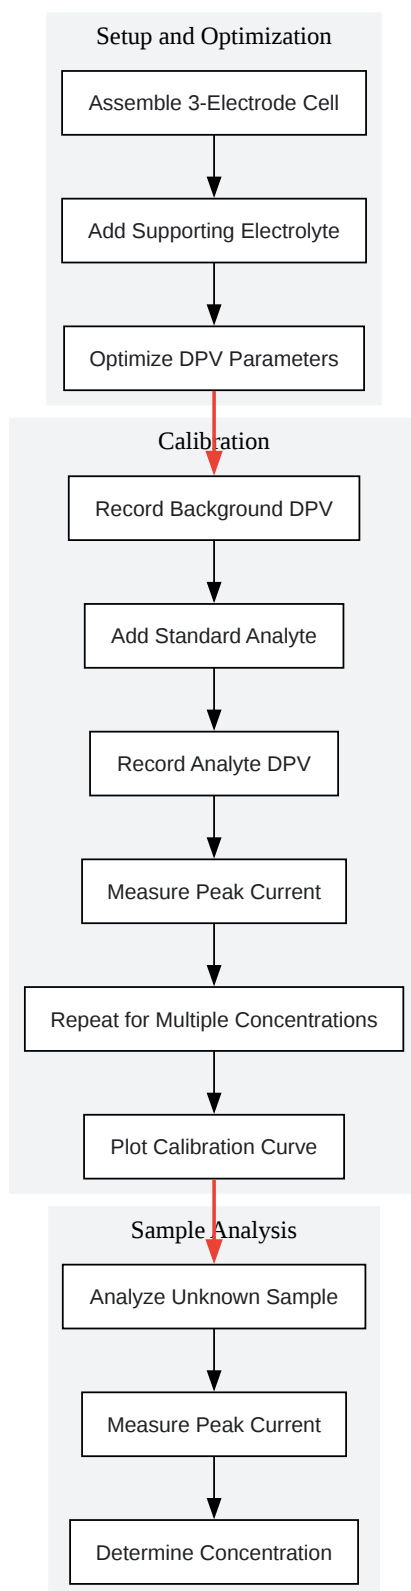 Setup and Optimization
Assemble 3-Electrode Cell
Add Supporting Electrolyte
Optimize DPV Parameters
Calibration
Record Background DPV
Add Standard Analyte
Record Analyte DPV
Measure Peak Current
Repeat for Multiple Concentrations
Plot Calibration Curve
Sample Analysis
Analyze Unknown Sample
Measure Peak Current
Determine Concentration